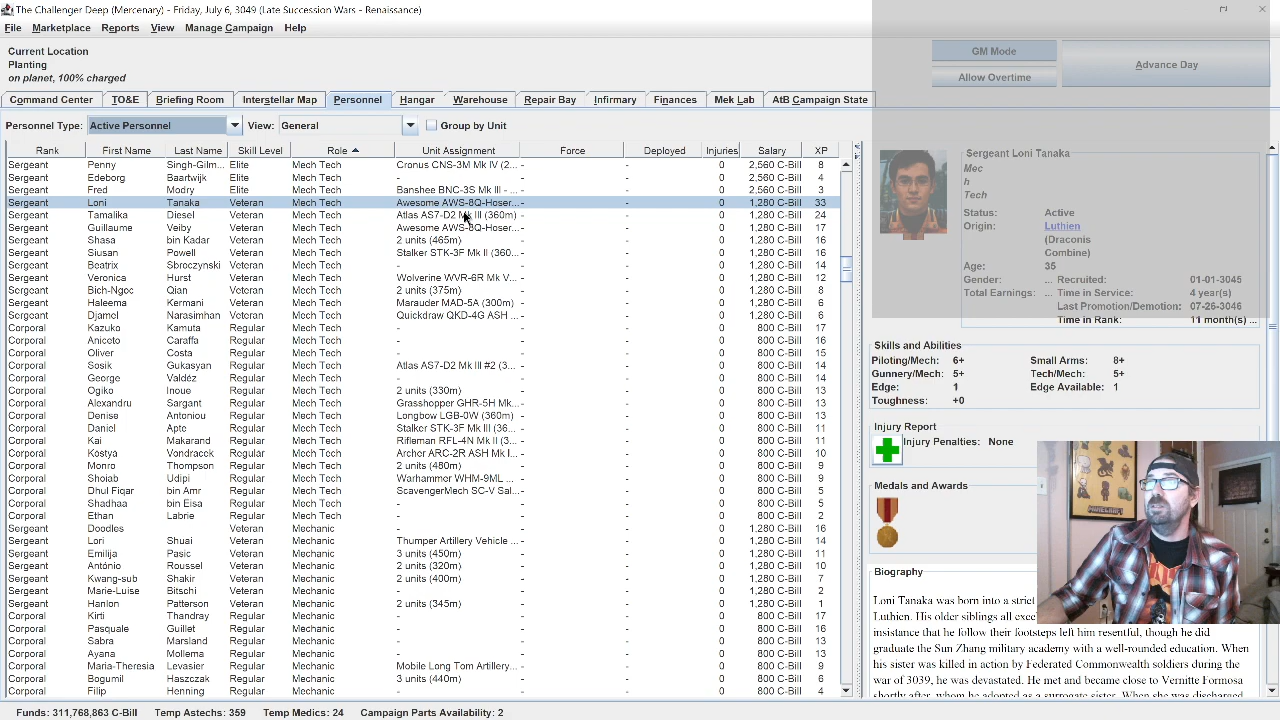 The Challenger Deep (Mercenary) - Friday, July 6, 3049 (Late Succession Wars - Renaissance)
File Marketplace Reports View Manage Campaign Help
Current Location
Planting
on planet, 100% charged
GM Mode
Allow Overtime
Advance Day
Command Center TO&E Briefing Room Interstellar Map Personnel Hangar Warehouse Repair Bay Infirmary Finances Mek Lab AtB Campaign State
Personnel Type: Active Personnel View: General Group by Unit
Rank First Name Last Name Skill Level Role Unit Assignment Force Deployed Injuries Salary XP
Sergeant Penny Singh-Gilm... Elite Mech Tech Cronus CNS-3M Mk IV (2... - - 0 2,560 C-Bill 8
Sergeant Edeborg Baartwijk Elite Mech Tech - - - 0 2,560 C-Bill 4
Sergeant Fred Modry Elite Mech Tech Banshee BNC-3S Mk III - ... - - 0 2,560 C-Bill 3
Sergeant Loni Tanaka Veteran Mech Tech Awesome AWS-8Q-Hoser... - - 0 1,280 C-Bill 33
Sergeant Tamalika Diesel Veteran Mech Tech Atlas AS7-D2 Mk III (360m) - - 0 1,280 C-Bill 24
Sergeant Guillaume Veiby Veteran Mech Tech Awesome AWS-8Q-Hoser... - - 0 1,280 C-Bill 17
Sergeant Shasa bin Kadar Veteran Mech Tech 2 units (465m) - - 0 1,280 C-Bill 16
Sergeant Siusan Powell Veteran Mech Tech Stalker STK-3F Mk II (360... - - 0 1,280 C-Bill 16
Sergeant Beatrix Sbroczynski Veteran Mech Tech - - - 0 1,280 C-Bill 14
Sergeant Veronica Hurst Veteran Mech Tech Wolverine WVR-6R Mk V... - - 0 1,280 C-Bill 12
Sergeant Bich-Ngoc Qian Veteran Mech Tech 2 units (375m) - - 0 1,280 C-Bill 8
Sergeant Haleema Kermani Veteran Mech Tech Marauder MAD-5A (300m) - - 0 1,280 C-Bill 6
Sergeant Djamel Narasimhan Veteran Mech Tech Quickdraw QKD-4G ASH ... - - 0 1,280 C-Bill 6
Corporal Kazuko Kamuta Regular Mech Tech - - - 0 800 C-Bill 17
Corporal Aniceto Caraffa Regular Mech Tech - - - 0 800 C-Bill 16
Corporal Oliver Costa Regular Mech Tech - - - 0 800 C-Bill 15
Corporal Sosik Gukasyan Regular Mech Tech Atlas AS7-D2 Mk III #2 (3... - - 0 800 C-Bill 14
Corporal George Valdéz Regular Mech Tech - - - 0 800 C-Bill 14
Corporal Ogiko Inoue Regular Mech Tech 2 units (330m) - - 0 800 C-Bill 13
Corporal Alexandru Sargant Regular Mech Tech Grasshopper GHR-5H Mk... - - 0 800 C-Bill 13
Corporal Denise Antoniou Regular Mech Tech Longbow LGB-0W (360m) - - 0 800 C-Bill 13
Corporal Daniel Apto Regular Mech Tech Stalker STK-3F Mk III (36... - - 0 800 C-Bill 11
Corporal Kai Makarand Regular Mech Tech Rifleman RFL-4N Mk II (3... - - 0 800 C-Bill 11
Corporal Kostya Vondracek Regular Mech Tech Archer ARC-2R ASH Mk I... - - 0 800 C-Bill 10
Corporal Monro Thompson Regular Mech Tech 2 units (480m) - - 0 800 C-Bill 9
Corporal Shoiab Udipi Regular Mech Tech Warhammer WHM-9ML ... - - 0 800 C-Bill 9
Corporal Dhul Fiqar bin Amr Regular Mech Tech ScavengerMech SC-V Sal... - - 0 800 C-Bill 5
Corporal Shadhaa bin Eisa Regular Mech Tech - - - 0 800 C-Bill 2
Corporal Ethan Labrie Regular Mech Tech - - - 0 800 C-Bill 2
Sergeant Doodles Veteran Mechanic - - - 0 1,280 C-Bill 16
Sergeant Lori Shuai Veteran Mechanic Thumper Artillery Vehicle ... - - 0 1,280 C-Bill 14
Sergeant Emilija Pasic Veteran Mechanic 3 units (450m) - - 0 1,280 C-Bill 11
Sergeant António Roussel Veteran Mechanic 2 units (320m) - - 0 1,280 C-Bill 10
Sergeant Kwang-sub Shakir Veteran Mechanic 2 units (400m) - - 0 1,280 C-Bill 7
Sergeant Marie-Luise Bitschi Veteran Mechanic - - - 0 1,280 C-Bill 2
Sergeant Hanlon Patterson Veteran Mechanic 2 units (345m) - - 0 1,280 C-Bill 1
Corporal Kirti Thandray Regular Mechanic - - - 0 800 C-Bill 17
Corporal Pasquale Guillet Regular Mechanic - - - 0 800 C-Bill 16
Corporal Sabra Marsland Regular Mechanic - - - 0 800 C-Bill 13
Corporal Ayana Mollema Regular Mechanic - - - 0 800 C-Bill 13
Corporal Maria-Theresia Levasier Regular Mechanic Mobile Long Tom Artillery... - - 0 800 C-Bill 9
Corporal Bogumil Haszczak Regular Mechanic 3 units (440m) - - 0 800 C-Bill 6
Corporal Filip Henning Regular Mechanic - - - 0 800 C-Bill 4
Sergeant Loni Tanaka
Mec
h
Tech
Status: Active
Origin: Luthien
(Draconis
Combine)
Age: 35
Gender: ... Recruited: 01-01-3045
Total Earnings: ... Time in Service: 4 year(s)
Last Promotion/Demotion: 07-26-3046
Time in Rank: 11 month(s) ...
Skills and Abilities
Piloting/Mech: 6+ Small Arms: 8+
Gunnery/Mech: 5+ Tech/Mech: 5+
Edge: 1 Edge Available: 1
Toughness: +0
Injury Report
Injury Penalties: None
Medals and Awards
MINECRAFT
Biography
Loni Tanaka was born into a strict
Luthien. His older siblings all exce
insistance that he follow their footsteps left him resentful, though he did
graduate the Sun Zhang military academy with a well-rounded education. When
his sister was killed in action by Federated Commonwealth soldiers during the
war of 3039, he was devastated. He met and became close to Vernitte Formosa
shortly after, whom he adopted as a surrogate sister. When she was discharged
Funds: 311,768,863 C-Bill Temp Astechs: 359 Temp Medics: 24 Campaign Parts Availability: 2